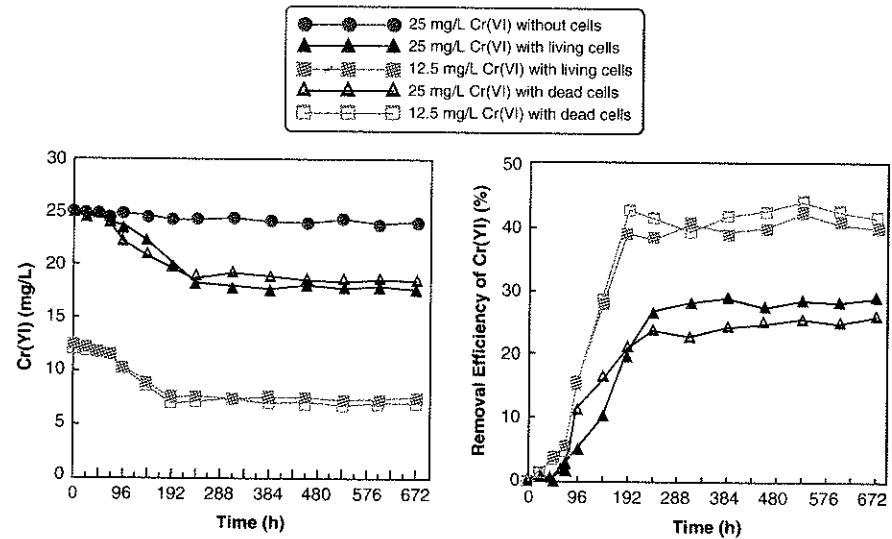 25 mg/L Cr(VI) without cells
25 mg/L Cr(VI) with living cells
12.5 mg/L Cr(VI) with living cells
25 mg/L Cr(VI) with dead cells
12.5 mg/L Cr(VI) with dead cells
30
25
20
15
10
5
0
Cr(YI) (mg/L)
0 96 192 288 384 480 576 672
Time (h)
50
40
30
20
10
0
Removal Efficiency of Cr(YI) (%)
0 96 192 288 384 480 576 672
Time (h)